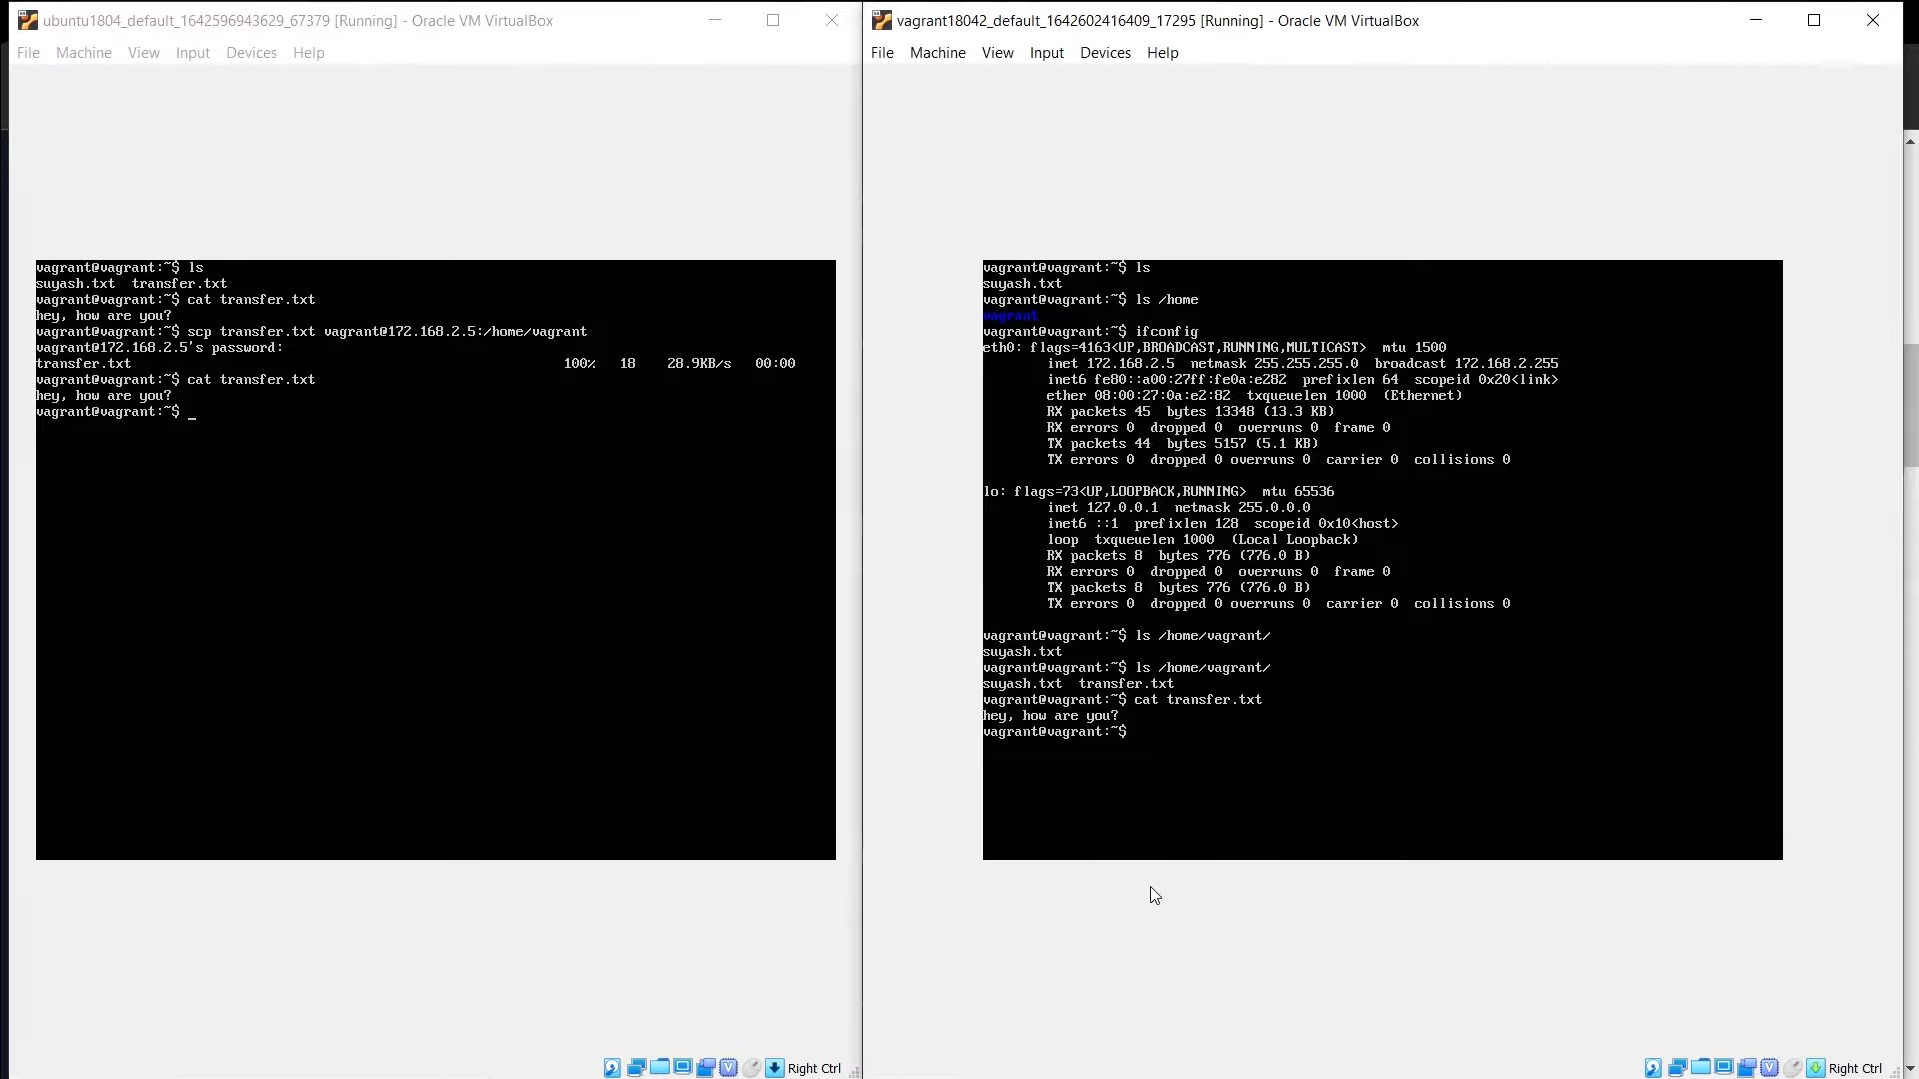 ubuntu1804_default_1642596943629_67379 [Running] - Oracle VM VirtualBox
File Machine View Input Devices Help
vagrant@vagrant:~$ ls
suyash.txt  transfer.txt
vagrant@vagrant:~$ cat transfer.txt
hey, how are you?
vagrant@vagrant:~$ scp transfer.txt vagrant@172.168.2.5:/home/vagrant
vagrant@172.168.2.5's password:
transfer.txt 100% 18 28.9KB/s 00:00
vagrant@vagrant:~$ cat transfer.txt
hey, how are you?
vagrant@vagrant:~$ _
Right Ctrl
vagrant18042_default_1642602416409_17295 [Running] - Oracle VM VirtualBox
File Machine View Input Devices Help
vagrant@vagrant:~$ ls
suyash.txt
vagrant@vagrant:~$ ls /home
vagrant
vagrant@vagrant:~$ ifconfig
eth0: flags=4163<UP,BROADCAST,RUNNING,MULTICAST>  mtu 1500
inet 172.168.2.5  netmask 255.255.255.0  broadcast 172.168.2.255
inet6 fe80::a00:27ff:fe0a:e282  prefixlen 64  scopeid 0x20<link>
ether 08:00:27:0a:e2:82  txqueuelen 1000  (Ethernet)
RX packets 45  bytes 13348 (13.3 KB)
RX errors 0  dropped 0  overruns 0  frame 0
TX packets 44  bytes 5157 (5.1 KB)
TX errors 0  dropped 0 overruns 0  carrier 0  collisions 0
lo: flags=73<UP,LOOPBACK,RUNNING>  mtu 65536
inet 127.0.0.1  netmask 255.0.0.0
inet6 ::1  prefixlen 128  scopeid 0x10<host>
loop  txqueuelen 1000  (Local Loopback)
RX packets 8  bytes 776 (776.0 B)
RX errors 0  dropped 0  overruns 0  frame 0
TX packets 8  bytes 776 (776.0 B)
TX errors 0  dropped 0 overruns 0  carrier 0  collisions 0
vagrant@vagrant:~$ ls /home/vagrant/
suyash.txt
vagrant@vagrant:~$ ls /home/vagrant/
suyash.txt  transfer.txt
vagrant@vagrant:~$ cat transfer.txt
hey, how are you?
vagrant@vagrant:~$
Right Ctrl